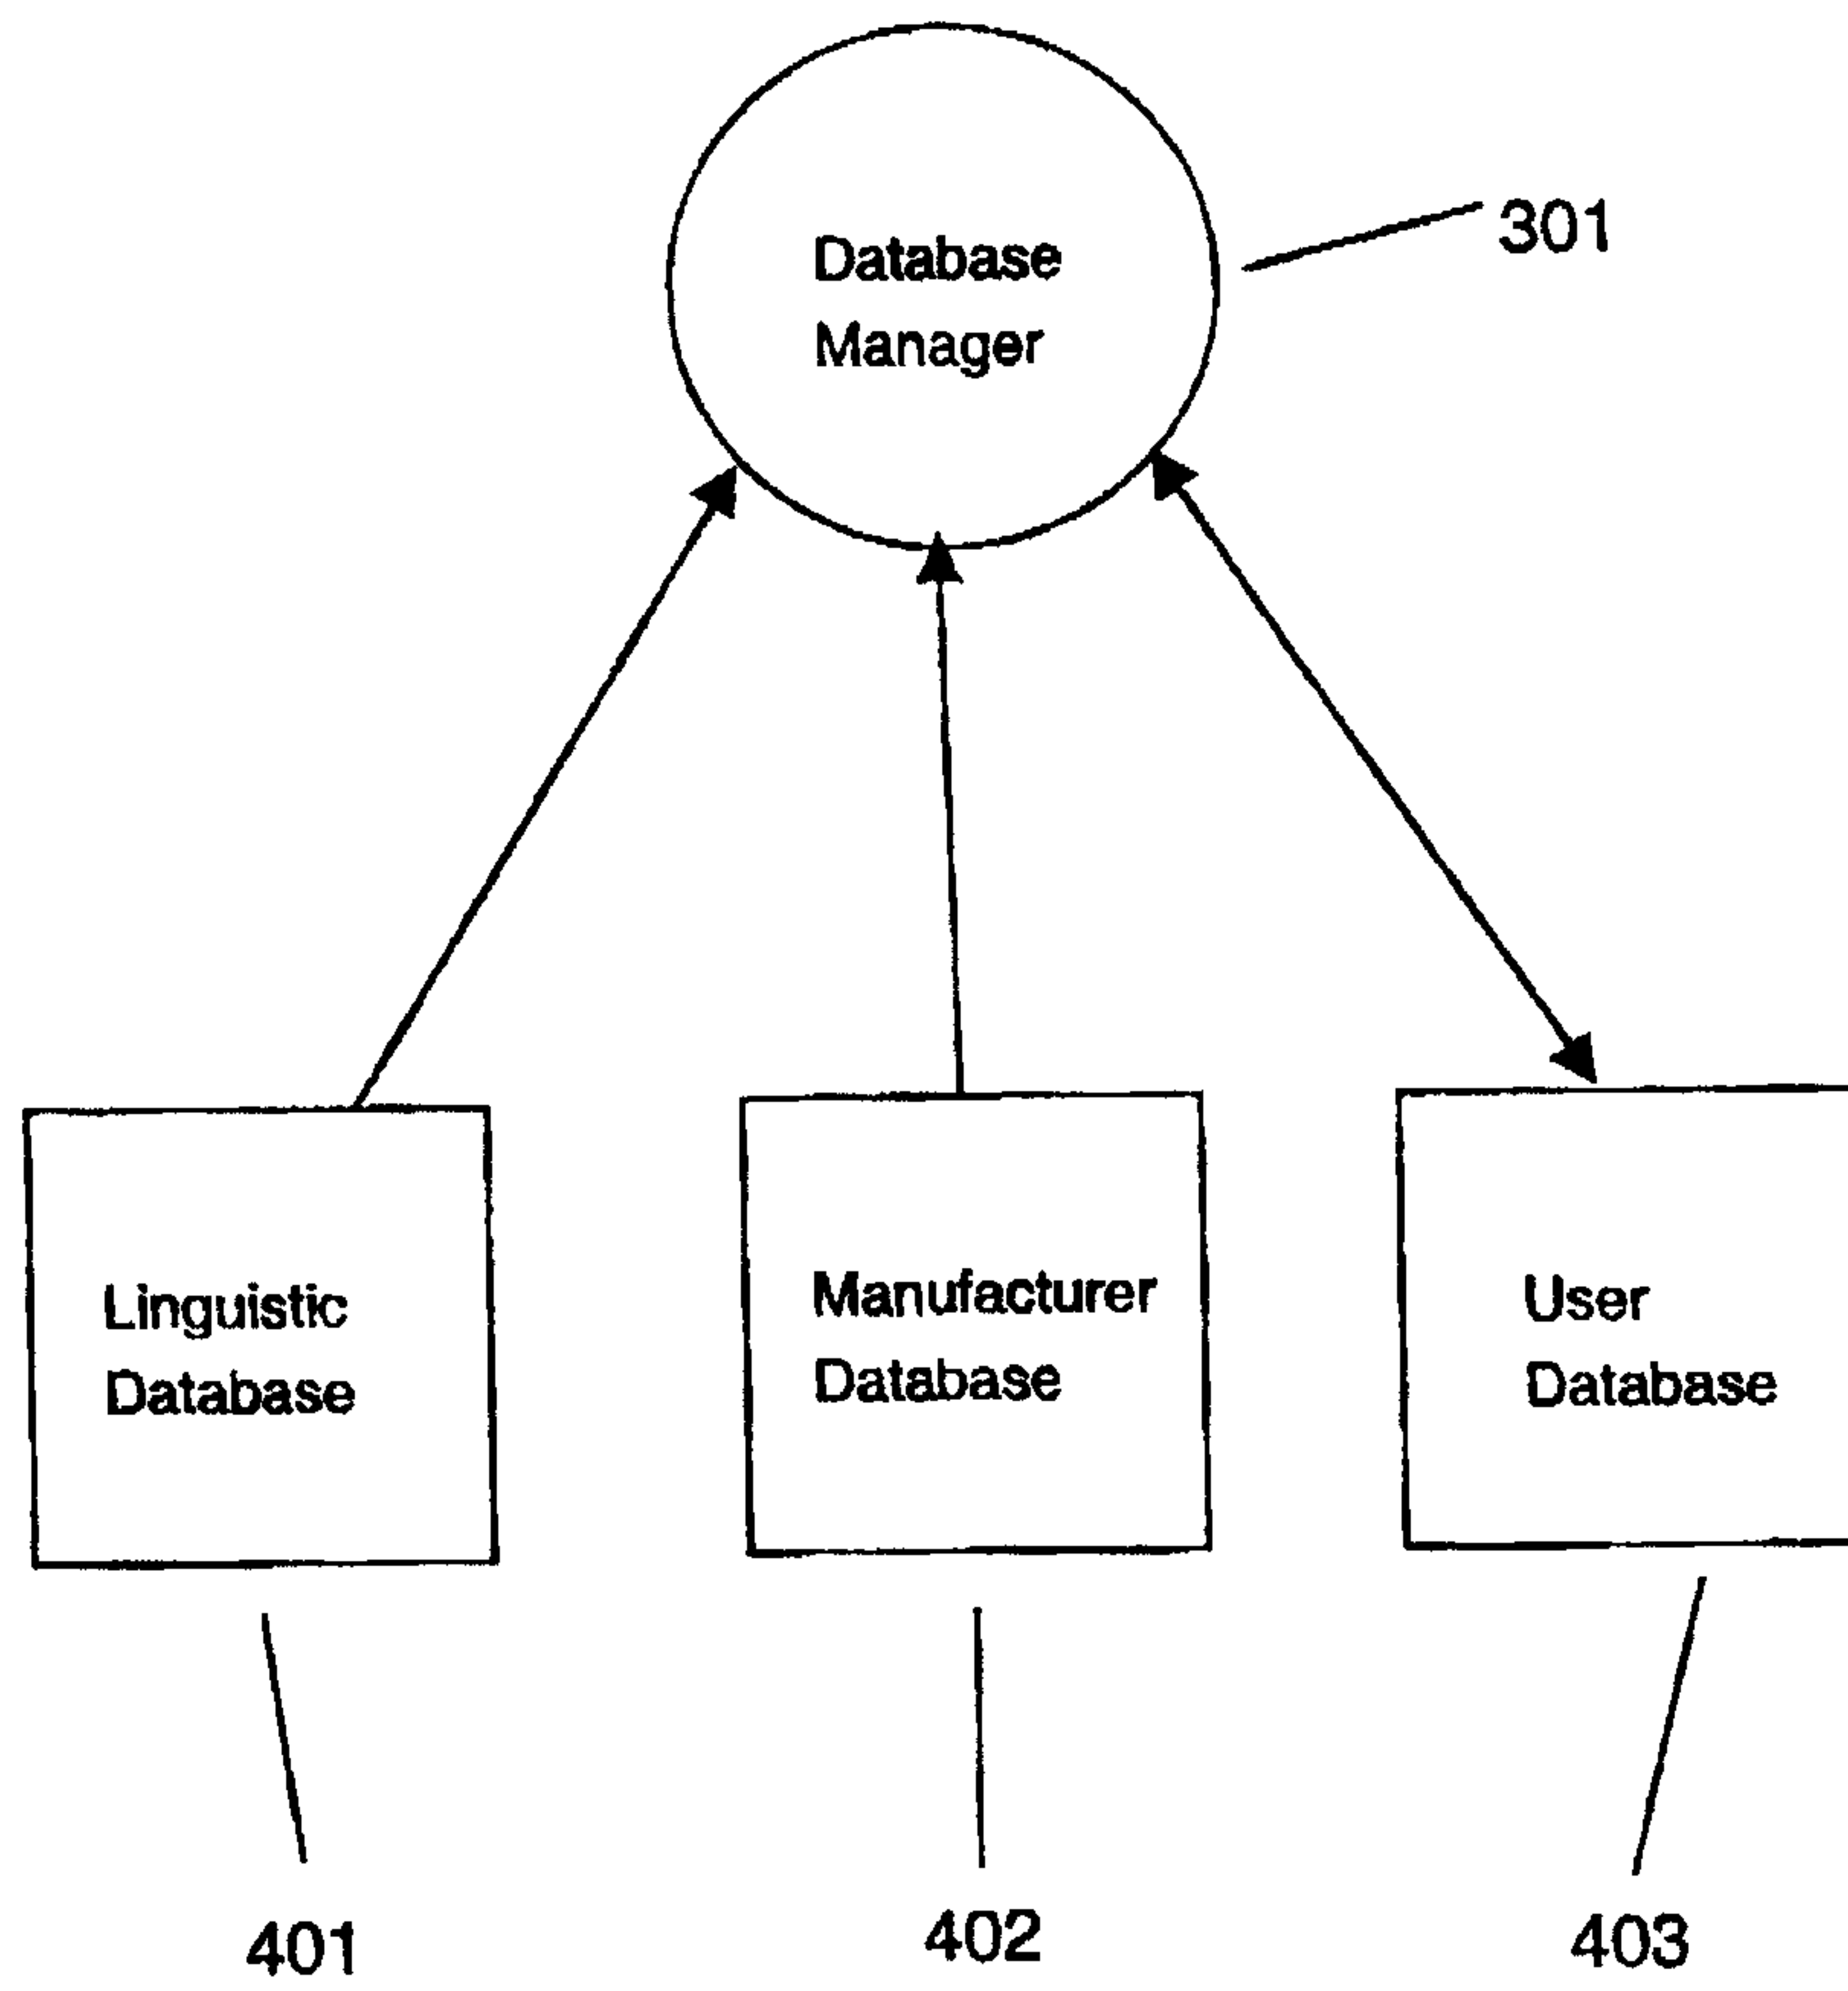 Database
Manager
301
Linguistic
Database
Manufacturer
Database
User
Database
401
402
403